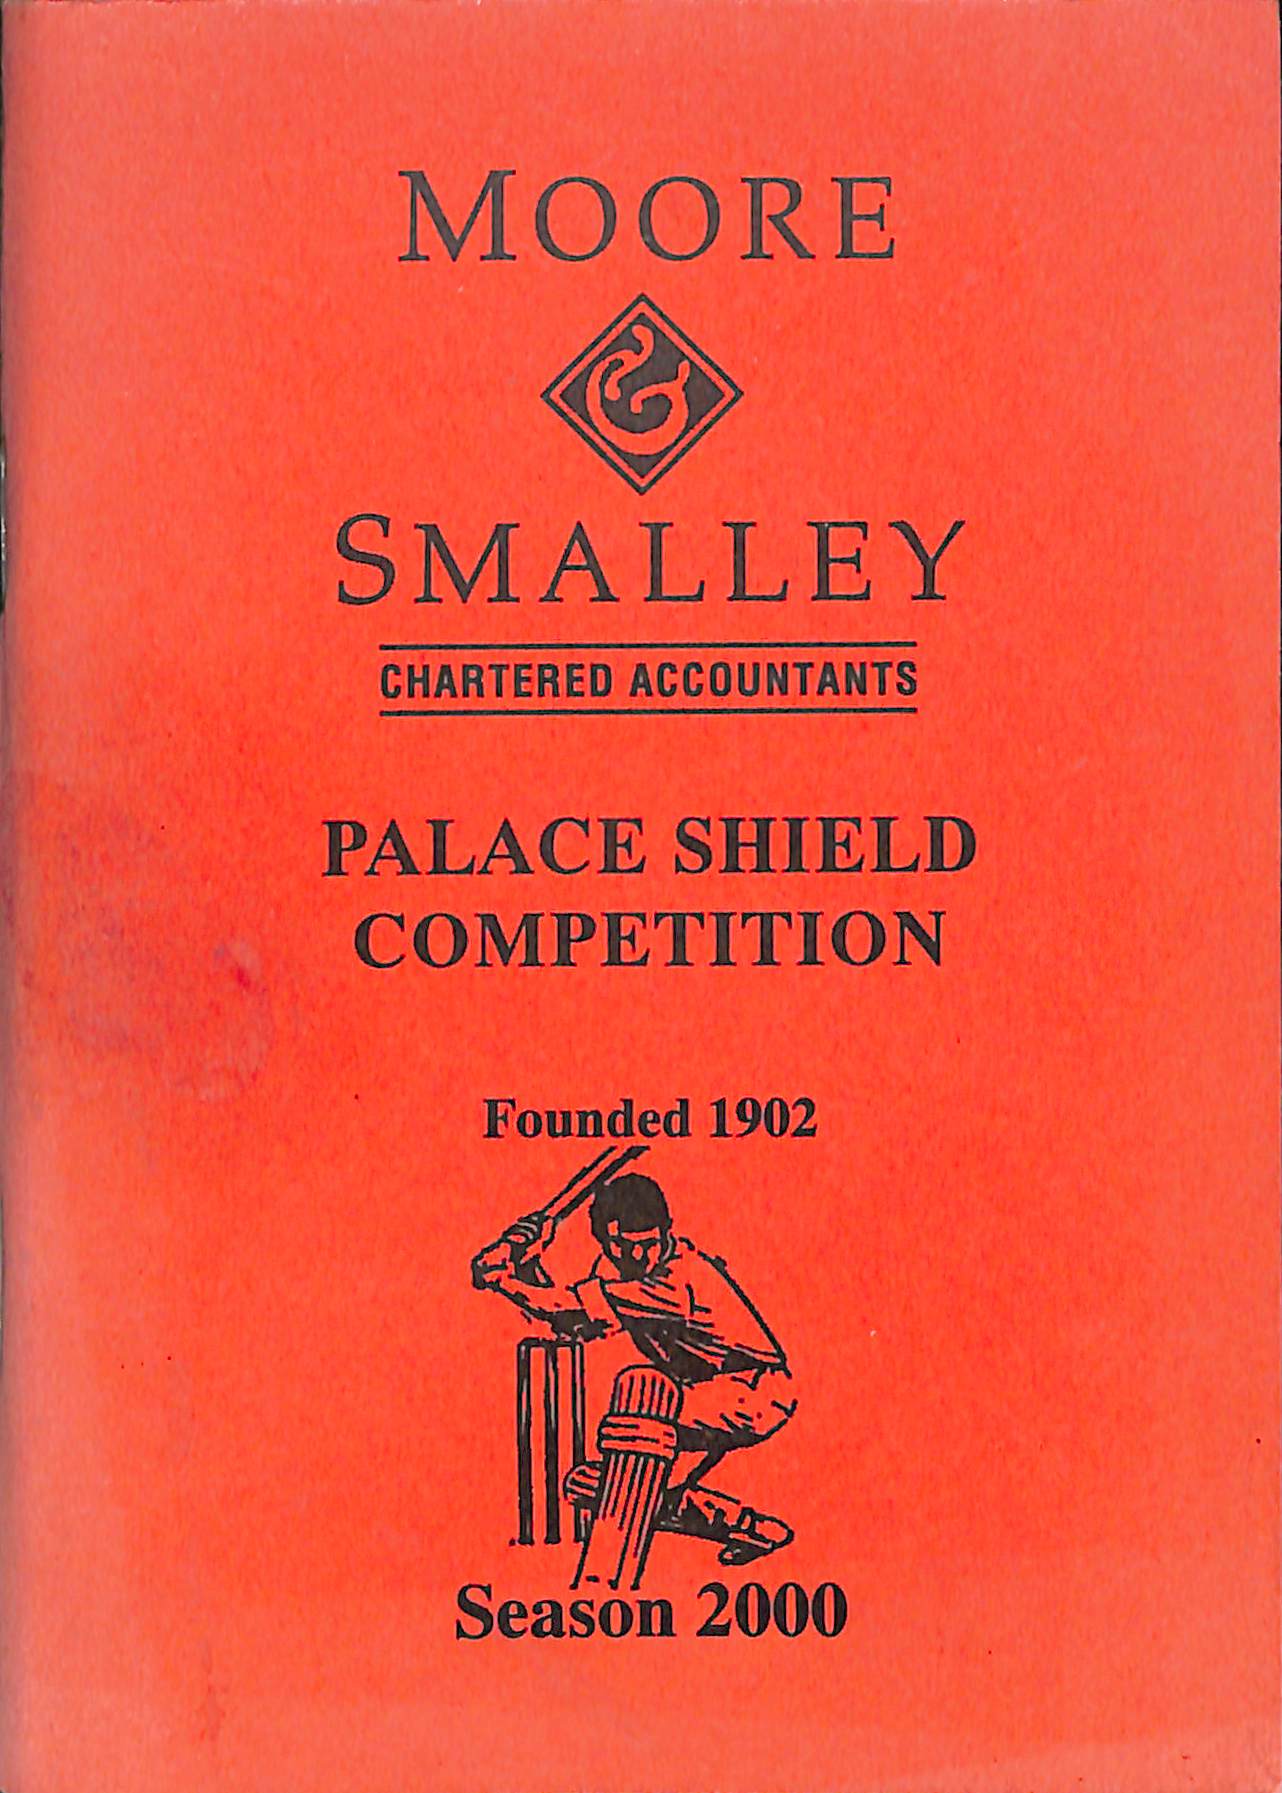 MOORE
&
SMALLEY
CHARTERED ACCOUNTANTS
PALACE SHIELD
COMPETITION
Founded 1902
Season 2000